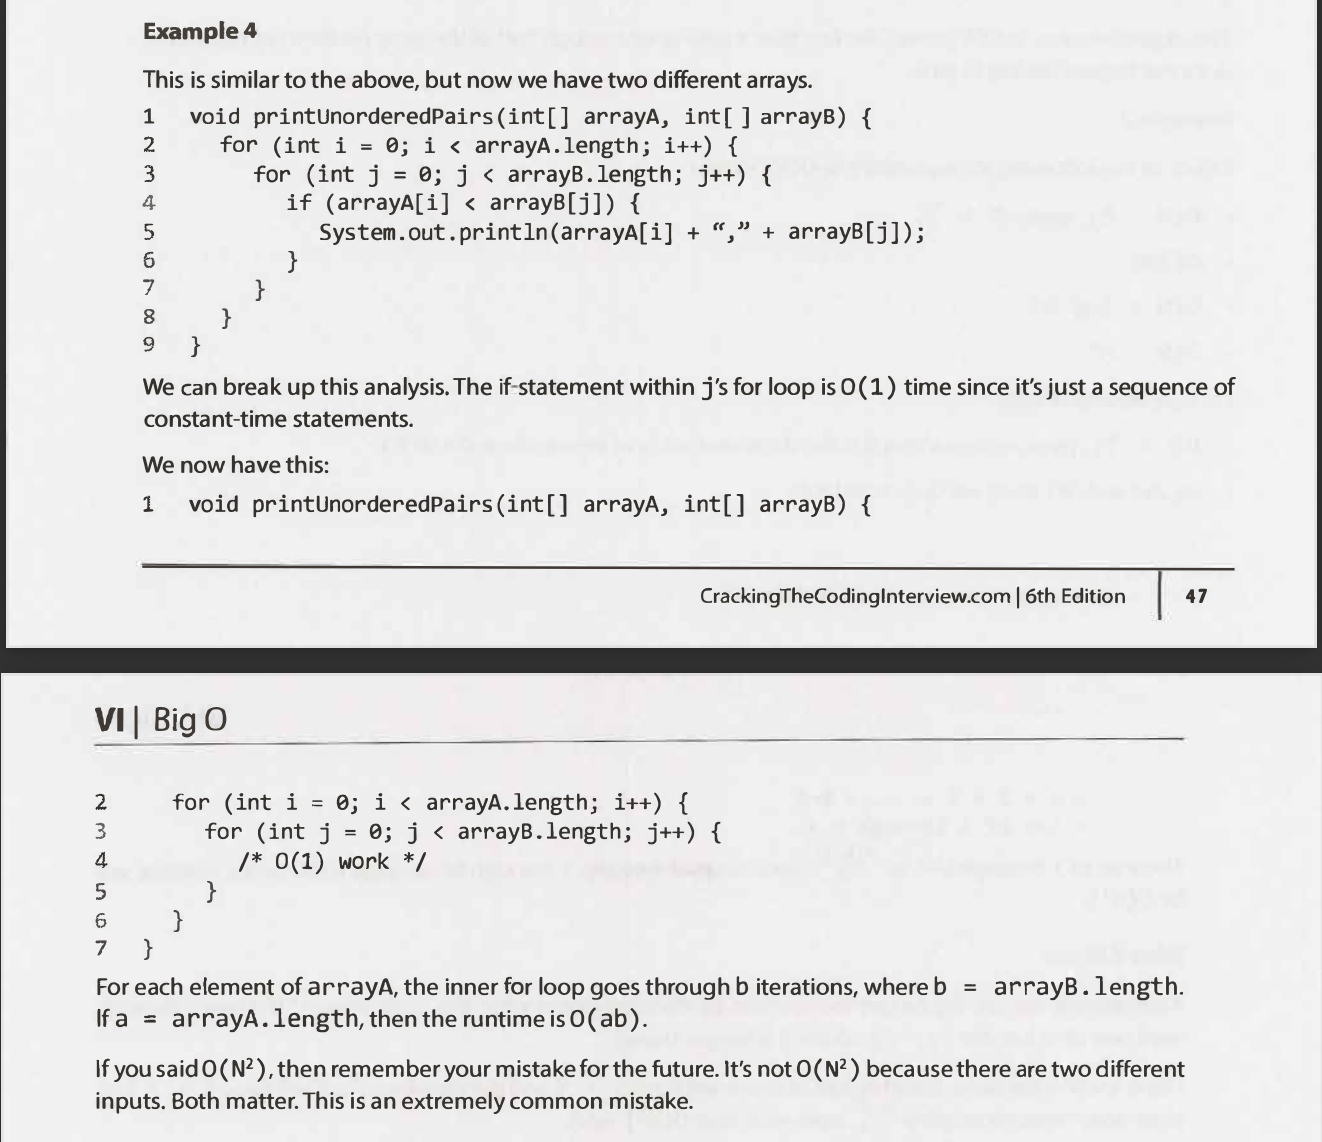 Example 4
This is similar to the above, but now we have two different arrays.
1 void printUnorderedPairs(int[] arrayA, int[ ] arrayB) {
2 for (int i = 0; i < arrayA.length; i++) {
3 for (int j = 0; j < arrayB.length; j++) {
4 if (arrayA[i] < arrayB[j]) {
5 System.out.println(arrayA[i] + “,” + arrayB[j]);
6 }
7 }
8 }
9 }
We can break up this analysis. The if-statement within j's for loop is O(1) time since it's just a sequence of
constant-time statements.
We now have this:
1 void printUnorderedPairs(int[] arrayA, int[] arrayB) {
CrackingTheCodingInterview.com | 6th Edition 47
VI | Big O
2 for (int i = 0; i < arrayA.length; i++) {
3 for (int j = 0; j < arrayB.length; j++) {
4 /* O(1) work */
5 }
6 }
7 }
For each element of arrayA, the inner for loop goes through b iterations, where b = arrayB.length.
If a = arrayA.length, then the runtime is O(ab).
If you said O(N²), then remember your mistake for the future. It's not O(N²) because there are two different
inputs. Both matter. This is an extremely common mistake.